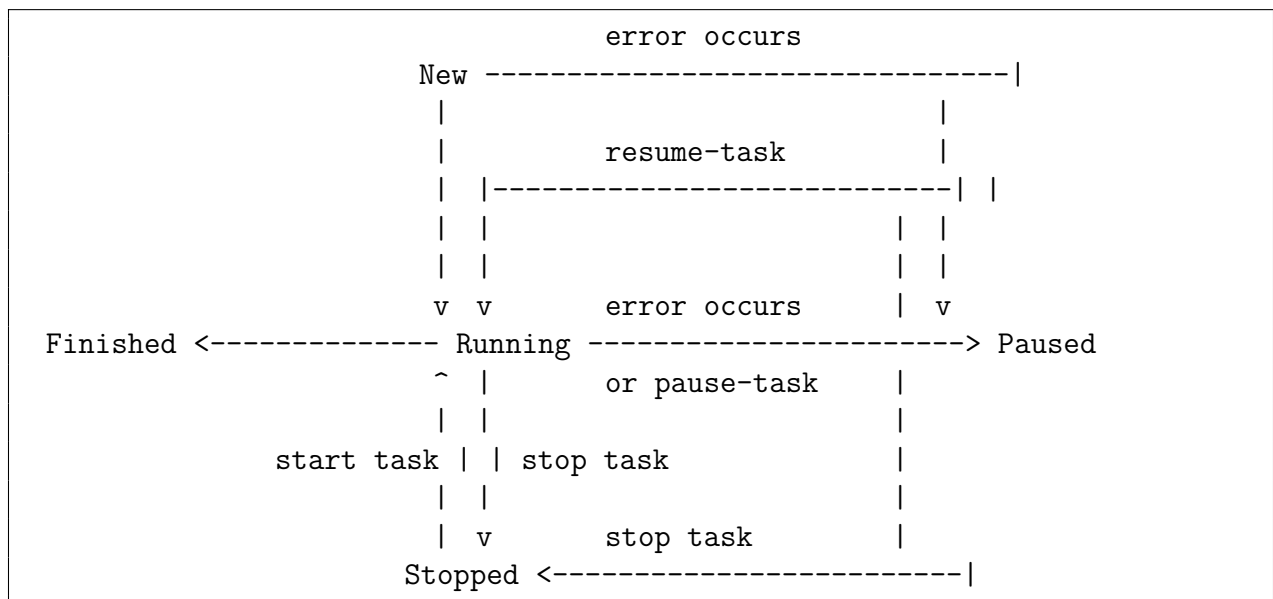 error occurs
                   New --------------------------------|
                    |                              |
                    |          resume-task         |
                    |  |----------------------------| |
                    |  |                         |  |
                    |  |                         |  |
                    v  v       error occurs      |  v
Finished <-------------- Running -----------------------> Paused
                    ^  |       or pause-task     |
                    |  |                         |
          start task | | stop task               |
                    |  |                         |
                    |  v       stop task         |
                  Stopped <-------------------------|